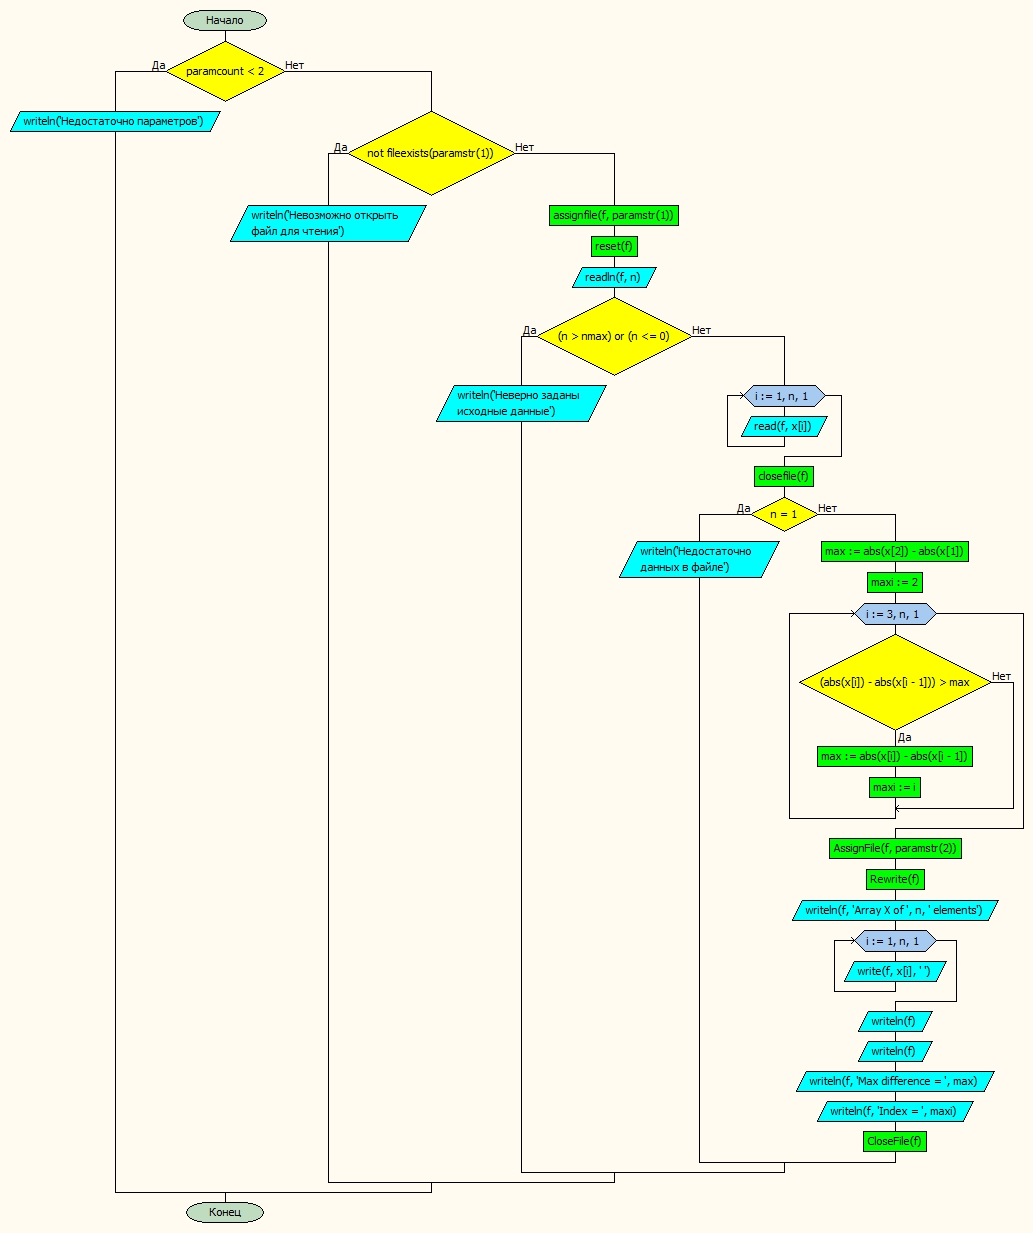 Начало
Да
Нет
paramcount < 2
writeln('Недостаточно параметров')
Да
Нет
not fileexists(paramstr(1))
writeln('Невозможно открыть
файл для чтения')
assignfile(f, paramstr(1))
reset(f)
readln(f, n)
Да
Нет
(n > nmax) or (n <= 0)
writeln('Неверно заданы
исходные данные')
i := 1, n, 1
read(f, x[i])
closefile(f)
Да
Нет
n = 1
writeln('Недостаточно
данных в файле')
max := abs(x[2]) - abs(x[1])
maxi := 2
i := 3, n, 1
(abs(x[i]) - abs(x[i - 1])) > max
Нет
Да
max := abs(x[i]) - abs(x[i - 1])
maxi := i
AssignFile(f, paramstr(2))
Rewrite(f)
writeln(f, 'Array X of ', n, ' elements')
i := 1, n, 1
write(f, x[i], ' ')
writeln(f)
writeln(f)
writeln(f, 'Max difference = ', max)
writeln(f, 'Index = ', maxi)
CloseFile(f)
Конец